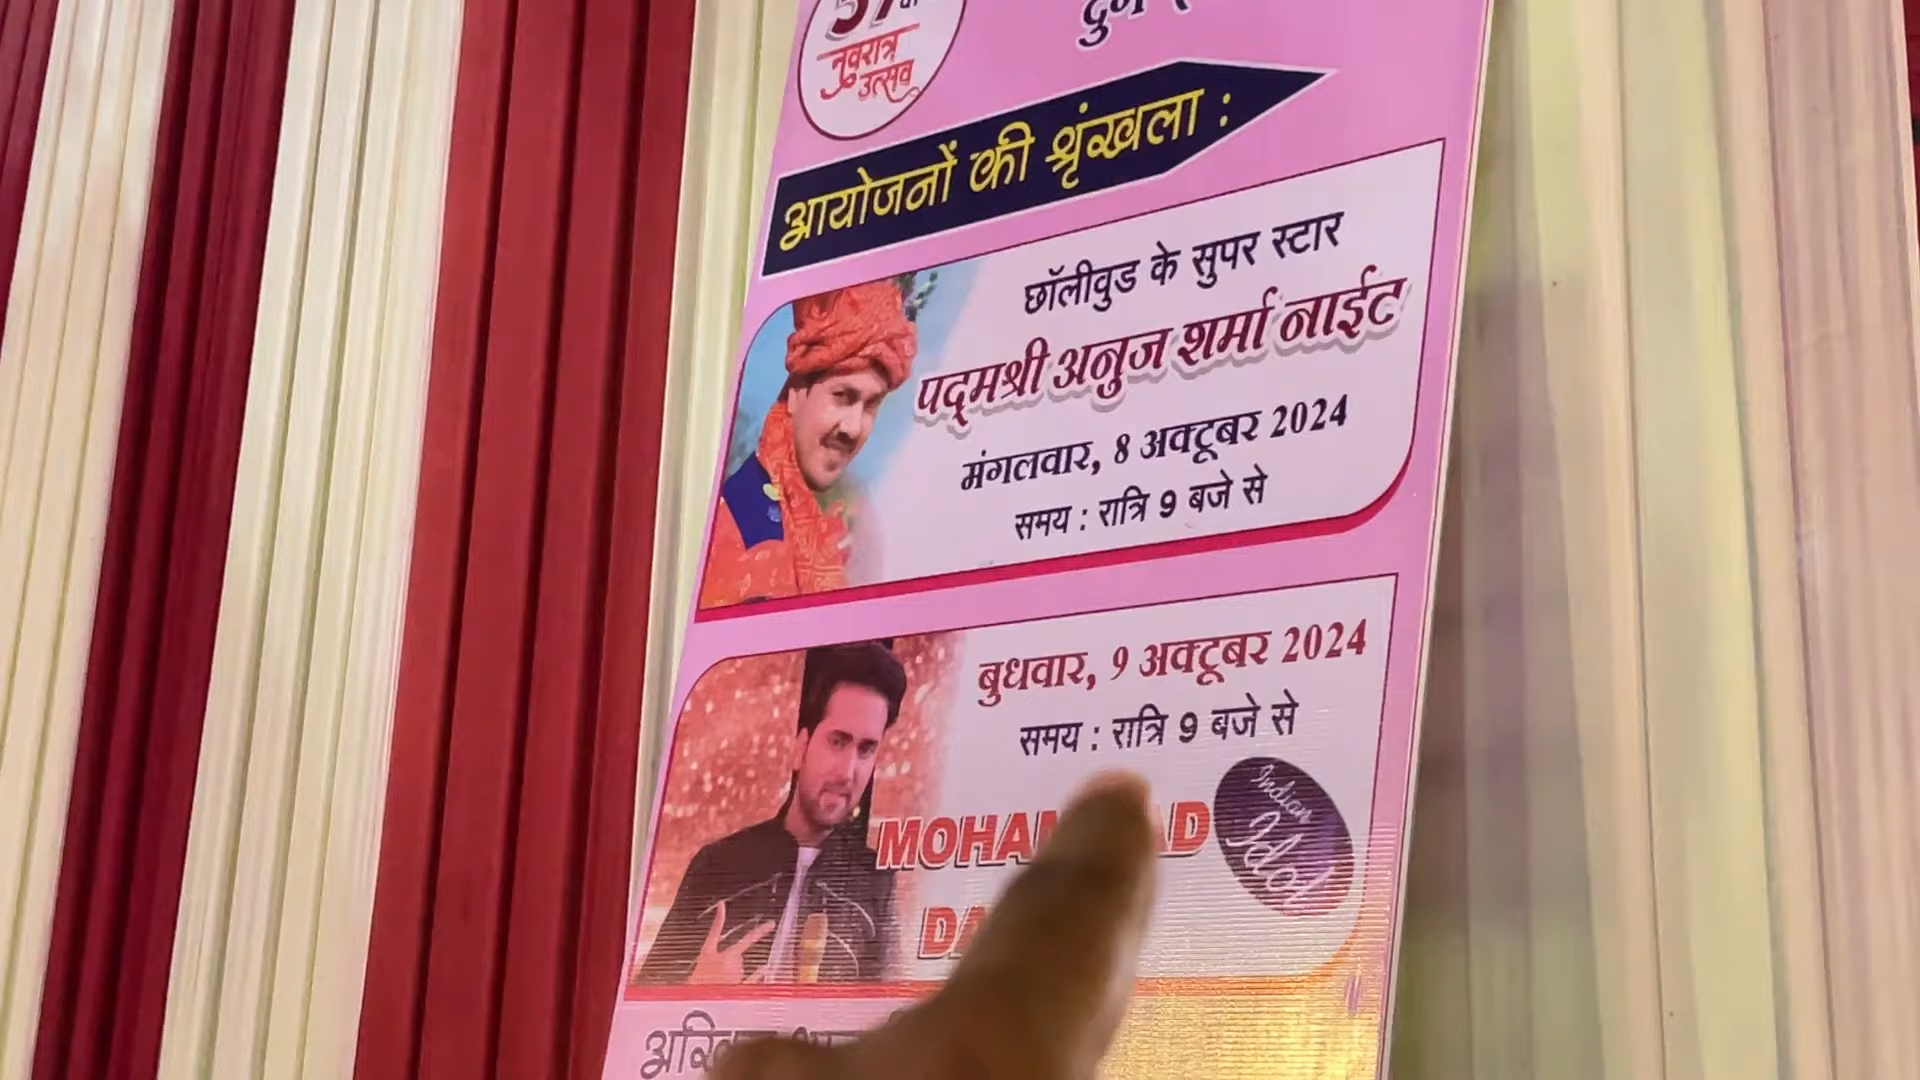 नवरात्र
उत्सव
आयोजनों की श्रृंखला :
छॉलीवुड के सुपर स्टार
पद्मश्री अनुज शर्मा नाईट
मंगलवार, 8 अक्टूबर 2024
समय : रात्रि 9 बजे से
बुधवार, 9 अक्टूबर 2024
समय : रात्रि 9 बजे से
Indian
Idol